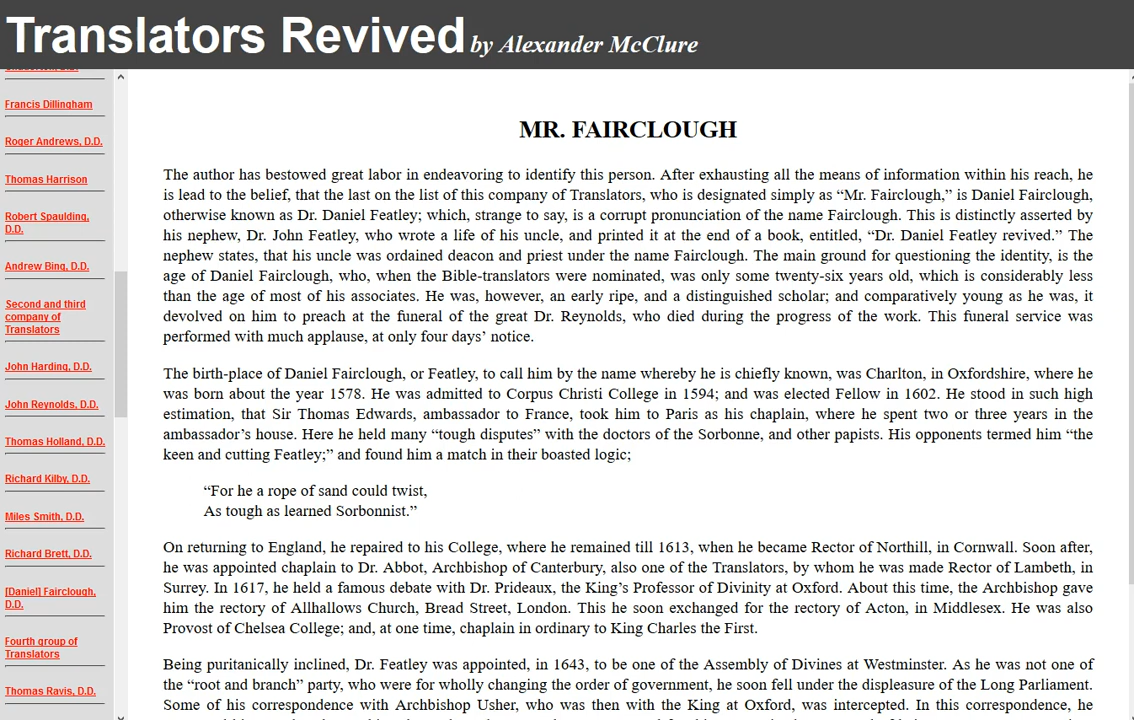 Translators Revived by Alexander McClure
Francis Dillingham
Roger Andrews, D.D.
Thomas Harrison
Robert Spaulding,
D.D.
Andrew Bing, D.D.
Second and third
company of
Translators
John Harding, D.D.
John Reynolds, D.D.
Thomas Holland, D.D.
Richard Kilby, D.D.
Miles Smith, D.D.
Richard Brett, D.D.
[Daniel] Fairclough,
D.D.
Fourth group of
Translators
Thomas Ravis, D.D.
MR. FAIRCLOUGH
The author has bestowed great labor in endeavoring to identify this person. After exhausting all the means of information within his reach, he
is lead to the belief, that the last on the list of this company of Translators, who is designated simply as “Mr. Fairclough,” is Daniel Fairclough,
otherwise known as Dr. Daniel Featley; which, strange to say, is a corrupt pronunciation of the name Fairclough. This is distinctly asserted by
his nephew, Dr. John Featley, who wrote a life of his uncle, and printed it at the end of a book, entitled, “Dr. Daniel Featley revived.” The
nephew states, that his uncle was ordained deacon and priest under the name Fairclough. The main ground for questioning the identity, is the
age of Daniel Fairclough, who, when the Bible-translators were nominated, was only some twenty-six years old, which is considerably less
than the age of most of his associates. He was, however, an early ripe, and a distinguished scholar; and comparatively young as he was, it
devolved on him to preach at the funeral of the great Dr. Reynolds, who died during the progress of the work. This funeral service was
performed with much applause, at only four days’ notice.
The birth-place of Daniel Fairclough, or Featley, to call him by the name whereby he is chiefly known, was Charlton, in Oxfordshire, where he
was born about the year 1578. He was admitted to Corpus Christi College in 1594; and was elected Fellow in 1602. He stood in such high
estimation, that Sir Thomas Edwards, ambassador to France, took him to Paris as his chaplain, where he spent two or three years in the
ambassador’s house. Here he held many “tough disputes” with the doctors of the Sorbonne, and other papists. His opponents termed him “the
keen and cutting Featley;” and found him a match in their boasted logic;
“For he a rope of sand could twist,
As tough as learned Sorbonnist.”
On returning to England, he repaired to his College, where he remained till 1613, when he became Rector of Northill, in Cornwall. Soon after,
he was appointed chaplain to Dr. Abbot, Archbishop of Canterbury, also one of the Translators, by whom he was made Rector of Lambeth, in
Surrey. In 1617, he held a famous debate with Dr. Prideaux, the King’s Professor of Divinity at Oxford. About this time, the Archbishop gave
him the rectory of Allhallows Church, Bread Street, London. This he soon exchanged for the rectory of Acton, in Middlesex. He was also
Provost of Chelsea College; and, at one time, chaplain in ordinary to King Charles the First.
Being puritanically inclined, Dr. Featley was appointed, in 1643, to be one of the Assembly of Divines at Westminster. As he was not one of
the “root and branch” party, who were for wholly changing the order of government, he soon fell under the displeasure of the Long Parliament.
Some of his correspondence with Archbishop Usher, who was then with the King at Oxford, was intercepted. In this correspondence, he